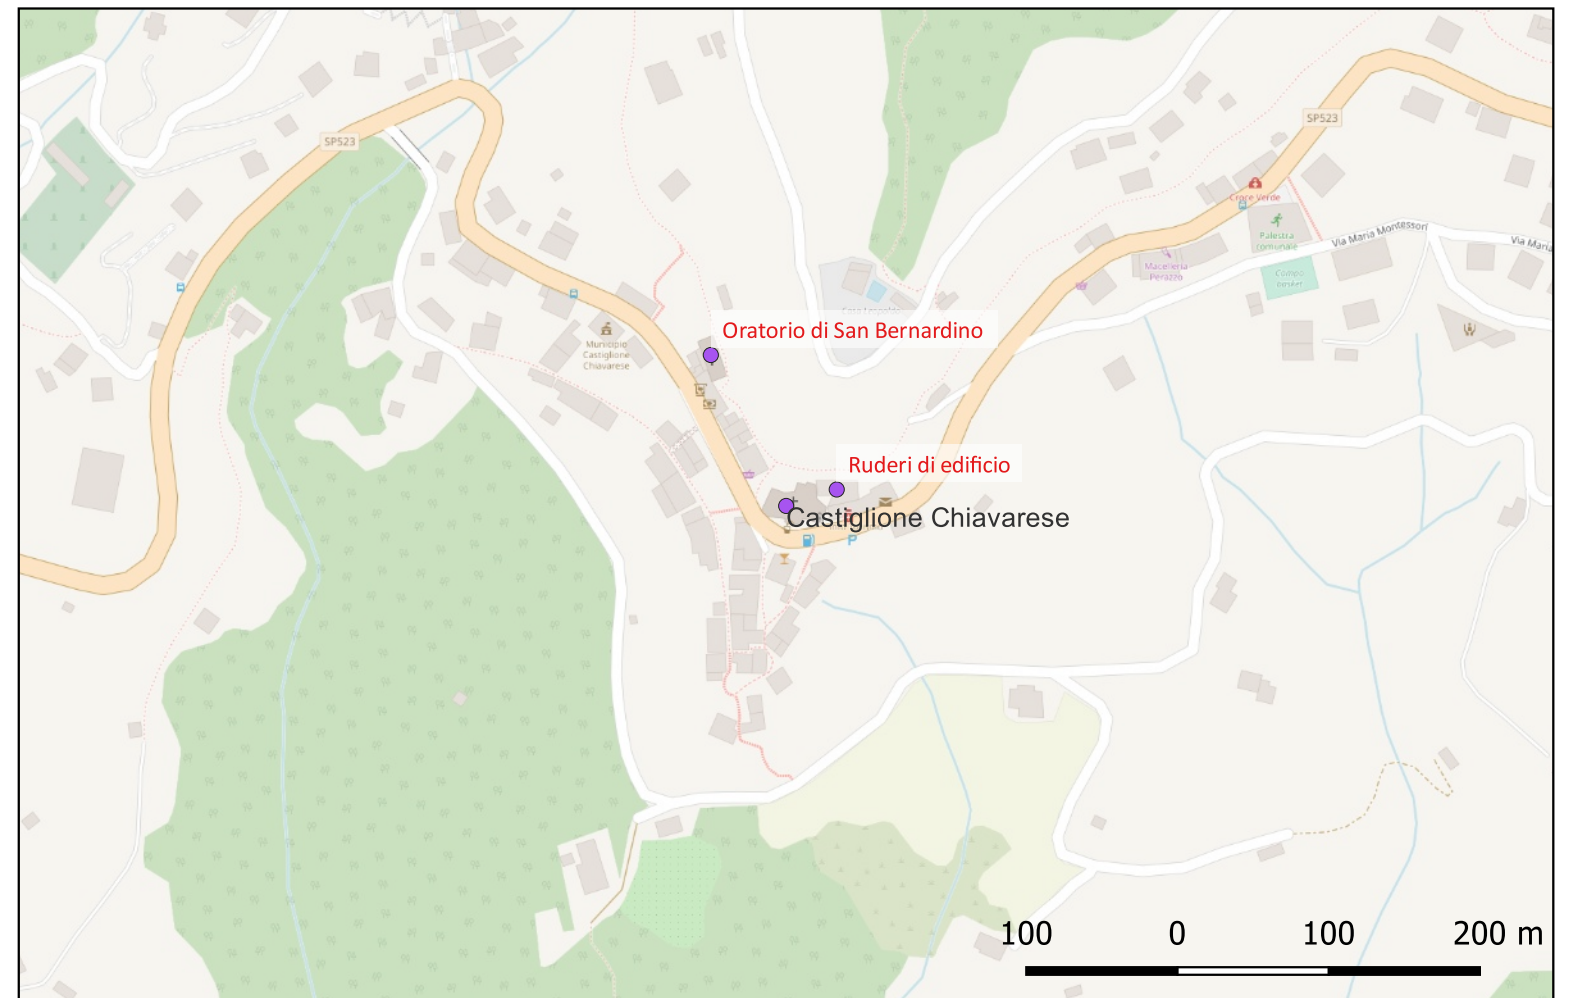 SP523
SP523
Croce Verde
Palestra
comunale
Via Maria Montessori
Via Maria
Macelleria
Perazzo
Campo
Oratorio di San Bernardino
Municipio
Castiglione
Chiavarese
Ruderi di edificio
Castiglione Chiavarese
P
100 0 100 200 m